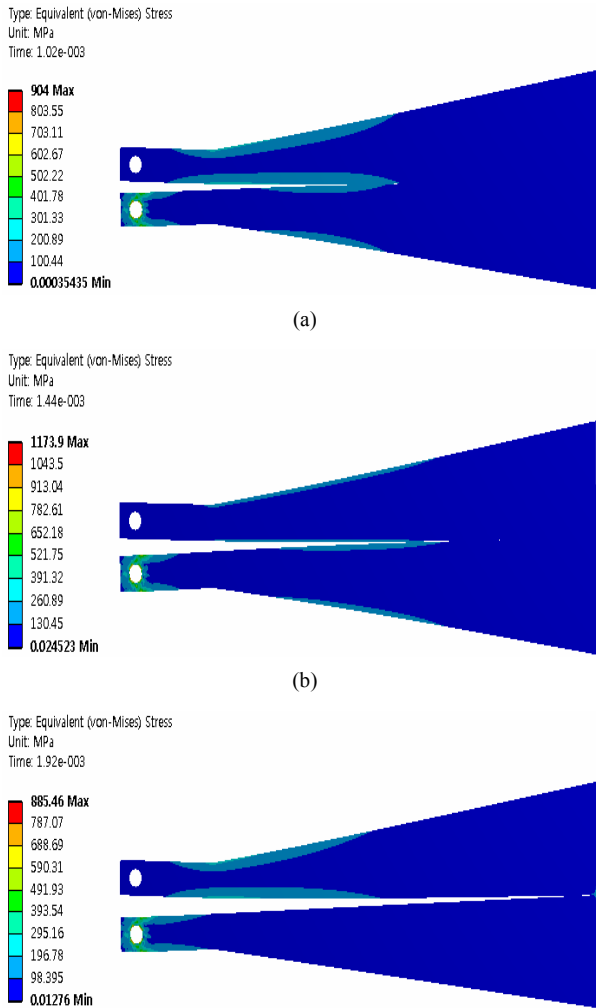 Type: Equivalent (von-Mises) Stress
Unit: MPa
Time: 1.02e-003
904 Max
803.55
703.11
602.67
502.22
401.78
301.33
200.89
100.44
0.00035435 Min
(a)
Type: Equivalent (von-Mises) Stress
Unit: MPa
Time: 1.44e-003
1173.9 Max
1043.5
913.04
782.61
652.18
521.75
391.32
260.89
130.45
0.024523 Min
(b)
Type: Equivalent (von-Mises) Stress
Unit: MPa
Time: 1.92e-003
885.46 Max
787.07
688.69
590.31
491.93
393.54
295.16
196.78
98.395
0.01276 Min